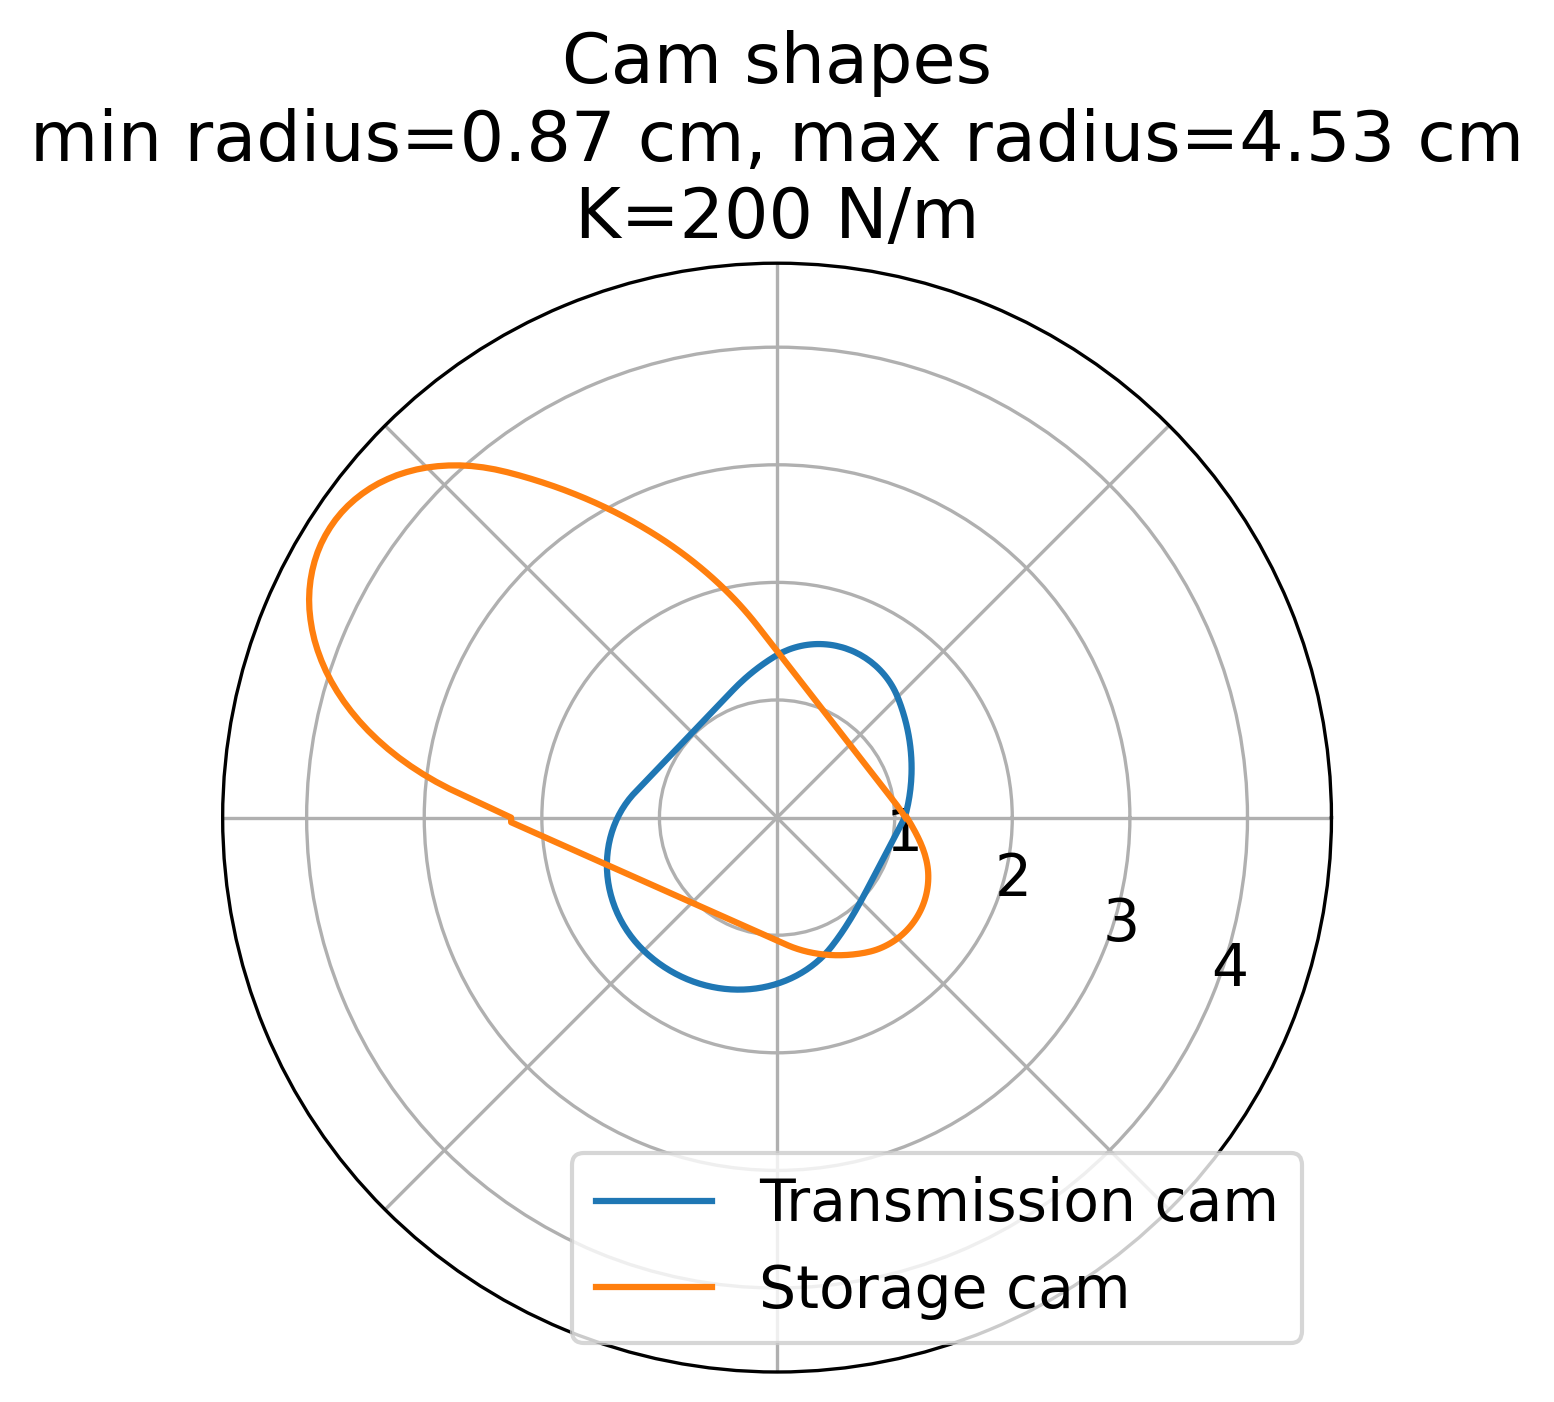 Cam shapes
min radius=0.87 cm, max radius=4.53 cm
K=200 N/m
1
2
3
4
Transmission cam
Storage cam